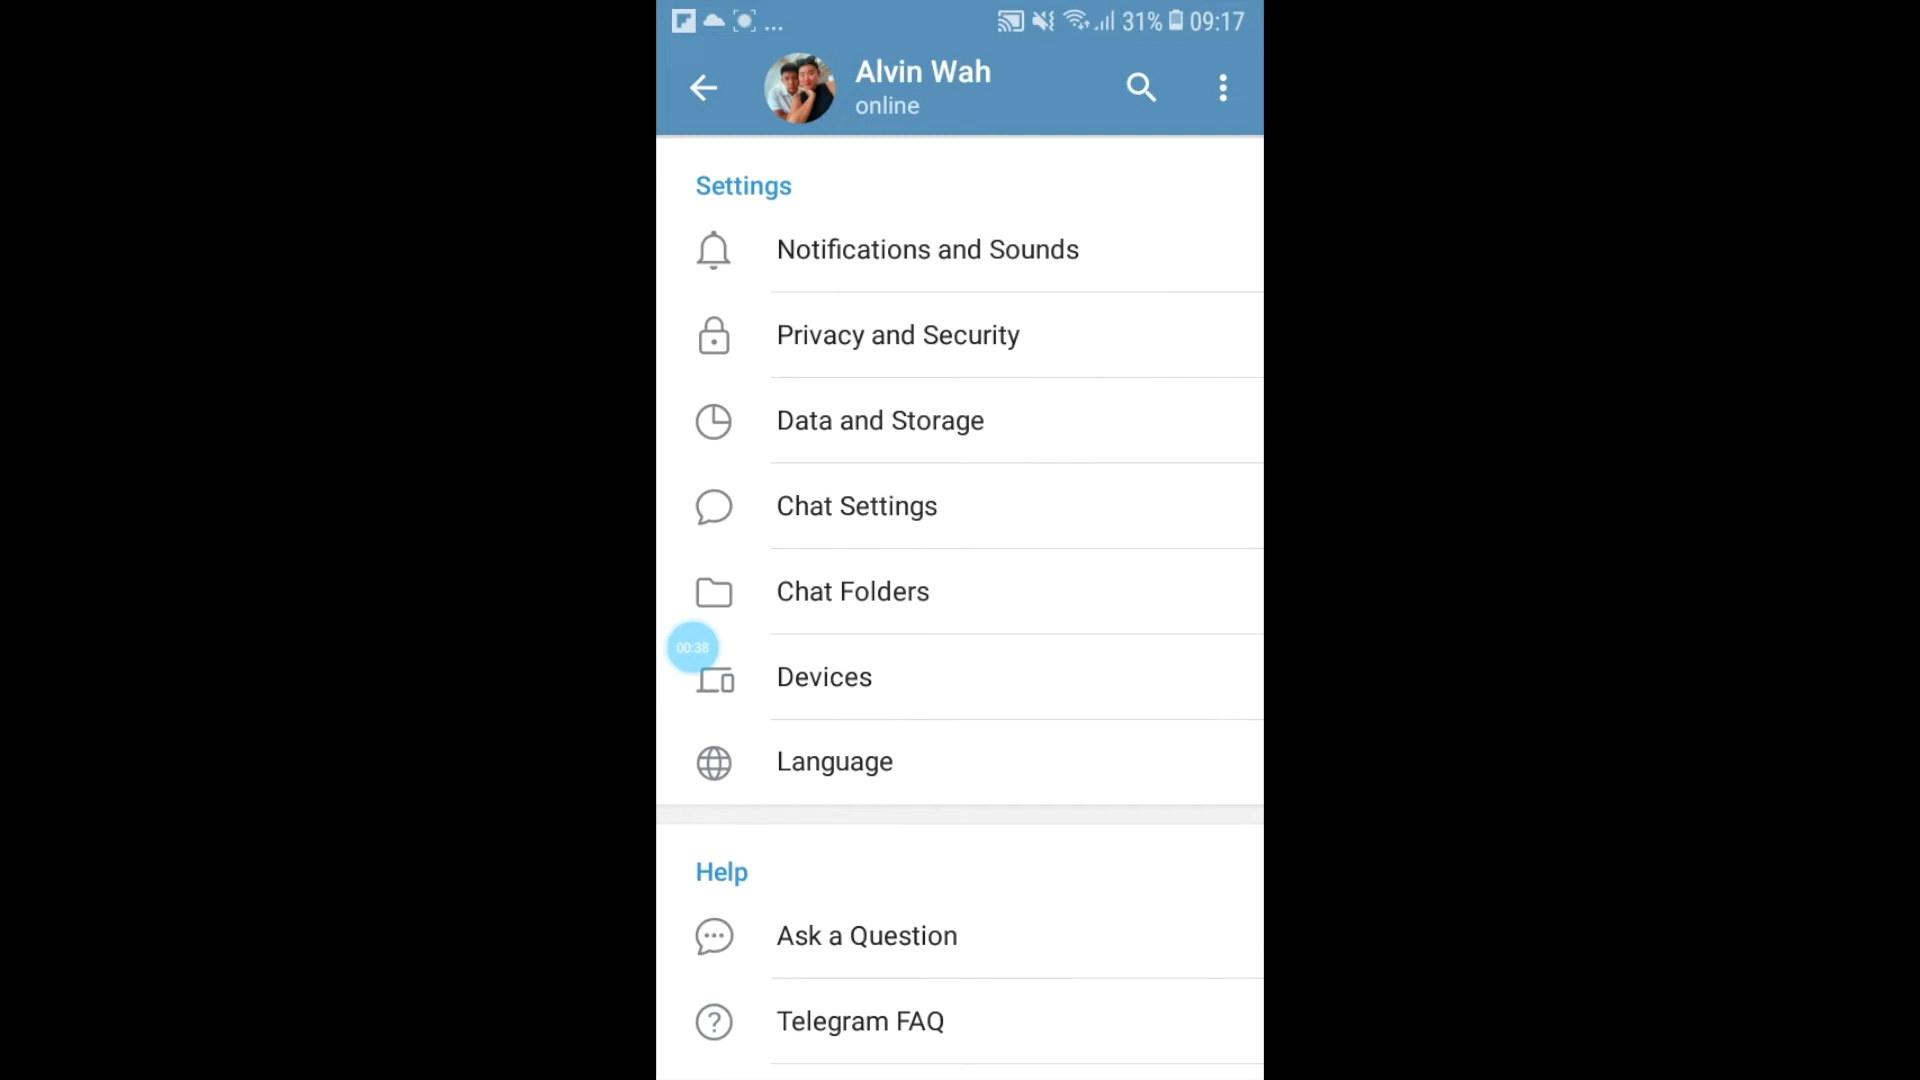 ... 31% 09:17
Alvin Wah
online
Settings
Notifications and Sounds
Privacy and Security
Data and Storage
Chat Settings
Chat Folders
00:38
Devices
Language
Help
Ask a Question
Telegram FAQ